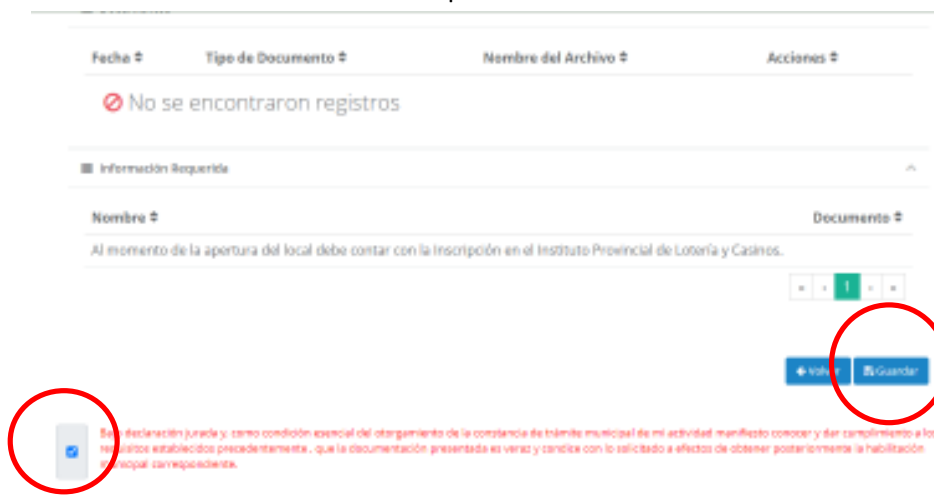 Fecha Tipo de Documento Nombre del Archivo Acciones
No se encontraron registros
Información Requerida
Nombre Documento
Al momento de la apertura del local debe contar con la Inscripción en el Instituto Provincial de Lotería y Casinos.
« ‹ 1 › »
Volver Guardar
Bajo declaración jurada y, como condición esencial del otorgamiento de la constancia de trámite municipal de mi actividad manifiesto conocer y dar cumplimiento a los
requisitos establecidos precedentemente, que la documentación presentada es veraz y condice con lo solicitado a efectos de obtener posteriormente la habilitación
municipal correspondiente.